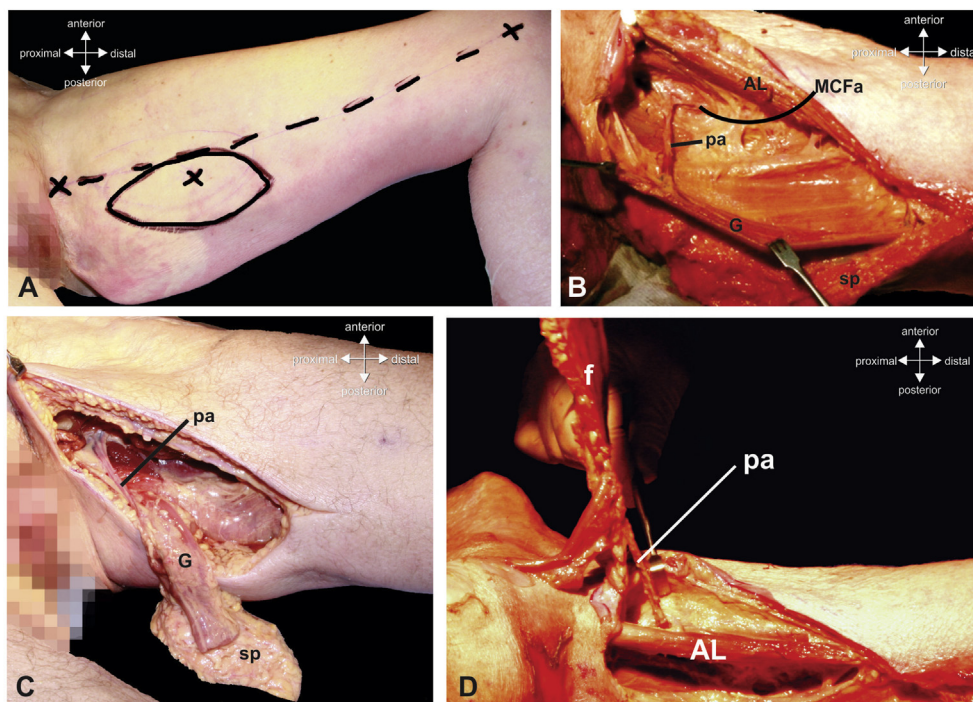 anterior
proximal
distal
posterior
A
anterior
proximal
distal
posterior
AL
MCFa
pa
G
sp
B
anterior
proximal
distal
posterior
pa
G
sp
C
anterior
proximal
distal
posterior
f
pa
AL
D